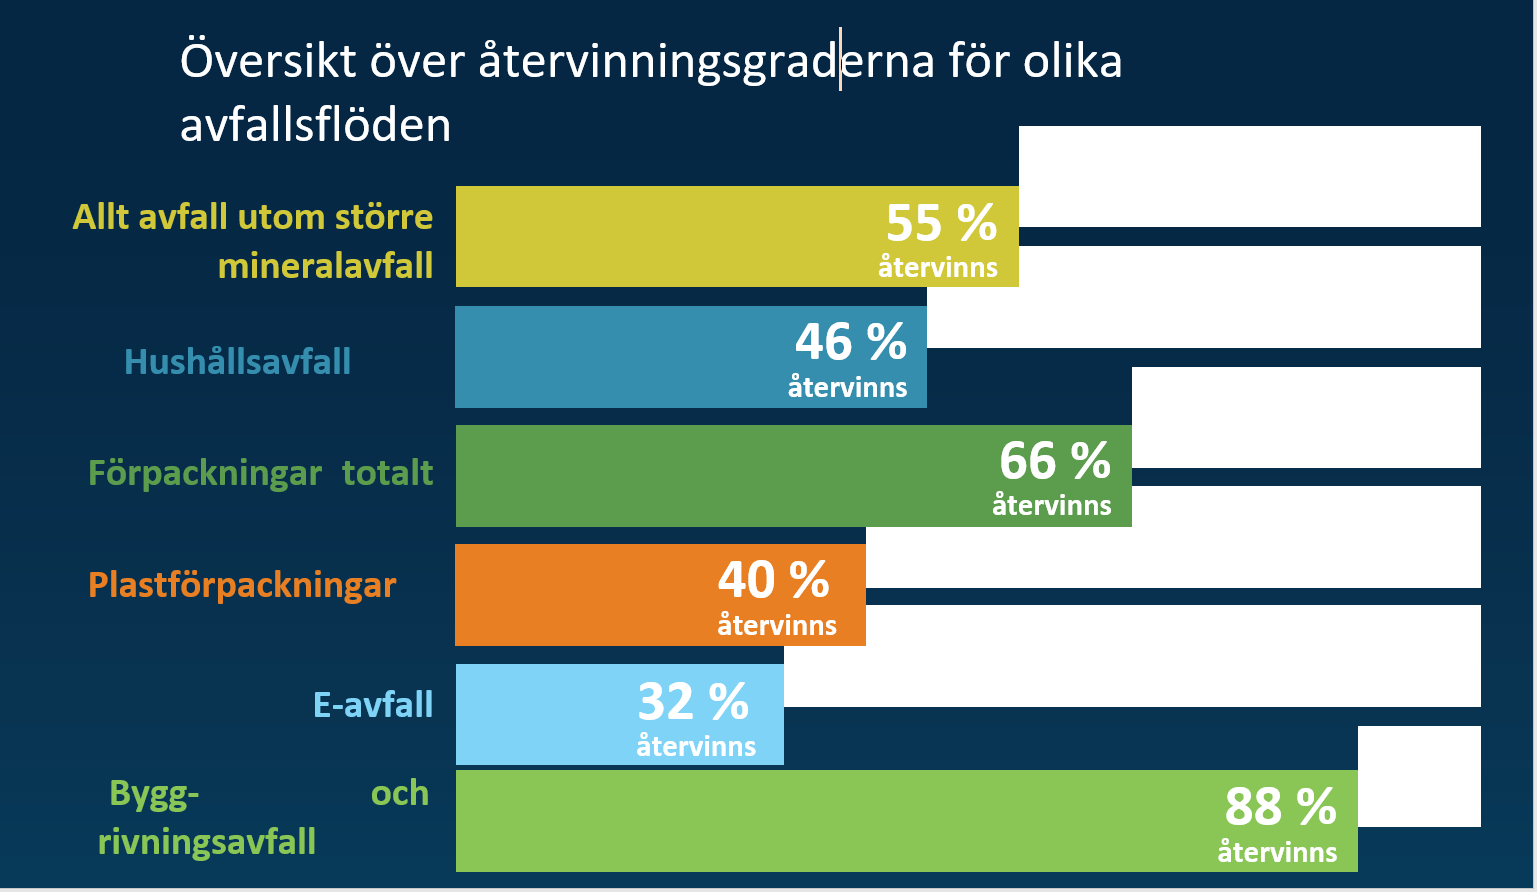 Översikt över återvinningsgraderna för olika
avfallsflöden
Allt avfall utom större
mineralavfall
55 %
återvinns
Hushållsavfall
46 %
återvinns
Förpackningar totalt
66 %
återvinns
Plastförpackningar
40 %
återvinns
E-avfall
32 %
återvinns
Bygg- och
rivningsavfall
88 %
återvinns